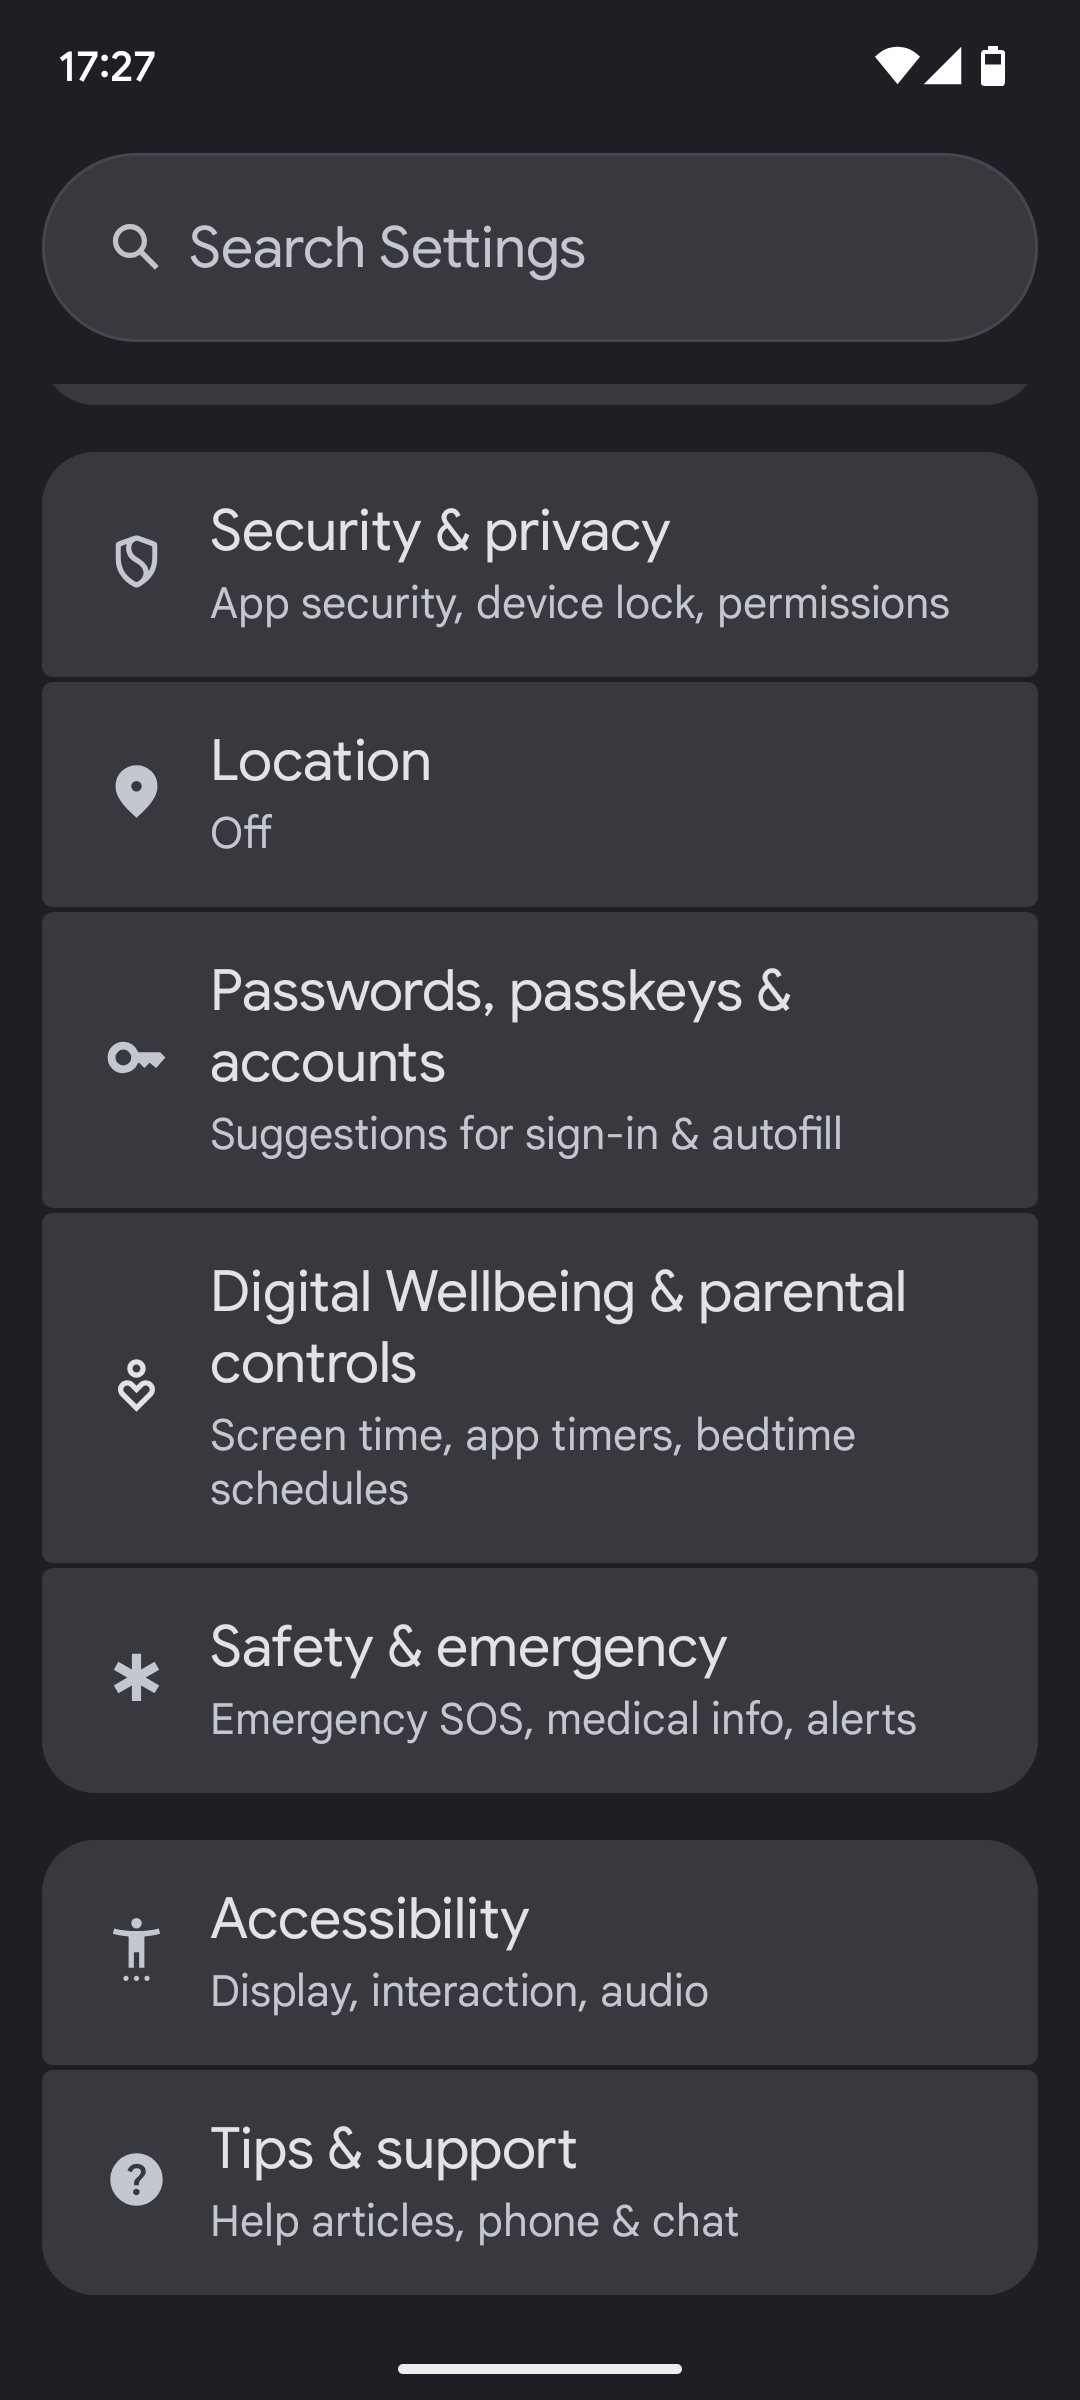 17:27
Search Settings
Security & privacy
App security, device lock, permissions
Location
Off
Passwords, passkeys &
accounts
Suggestions for sign-in & autofill
Digital Wellbeing & parental
controls
Screen time, app timers, bedtime
schedules
Safety & emergency
Emergency SOS, medical info, alerts
Accessibility
Display, interaction, audio
Tips & support
Help articles, phone & chat